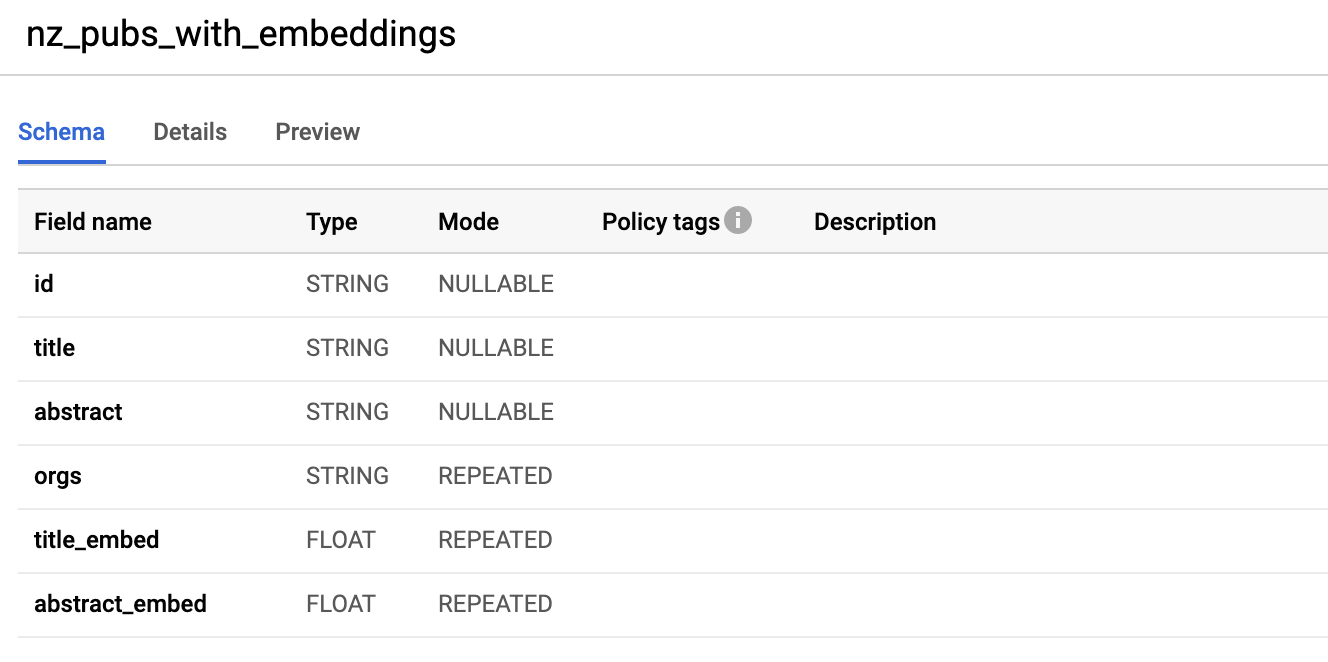 nz_pubs_with_embeddings
Schema Details Preview
Field name Type Mode Policy tags Description
id STRING NULLABLE
title STRING NULLABLE
abstract STRING NULLABLE
orgs STRING REPEATED
title_embed FLOAT REPEATED
abstract_embed FLOAT REPEATED